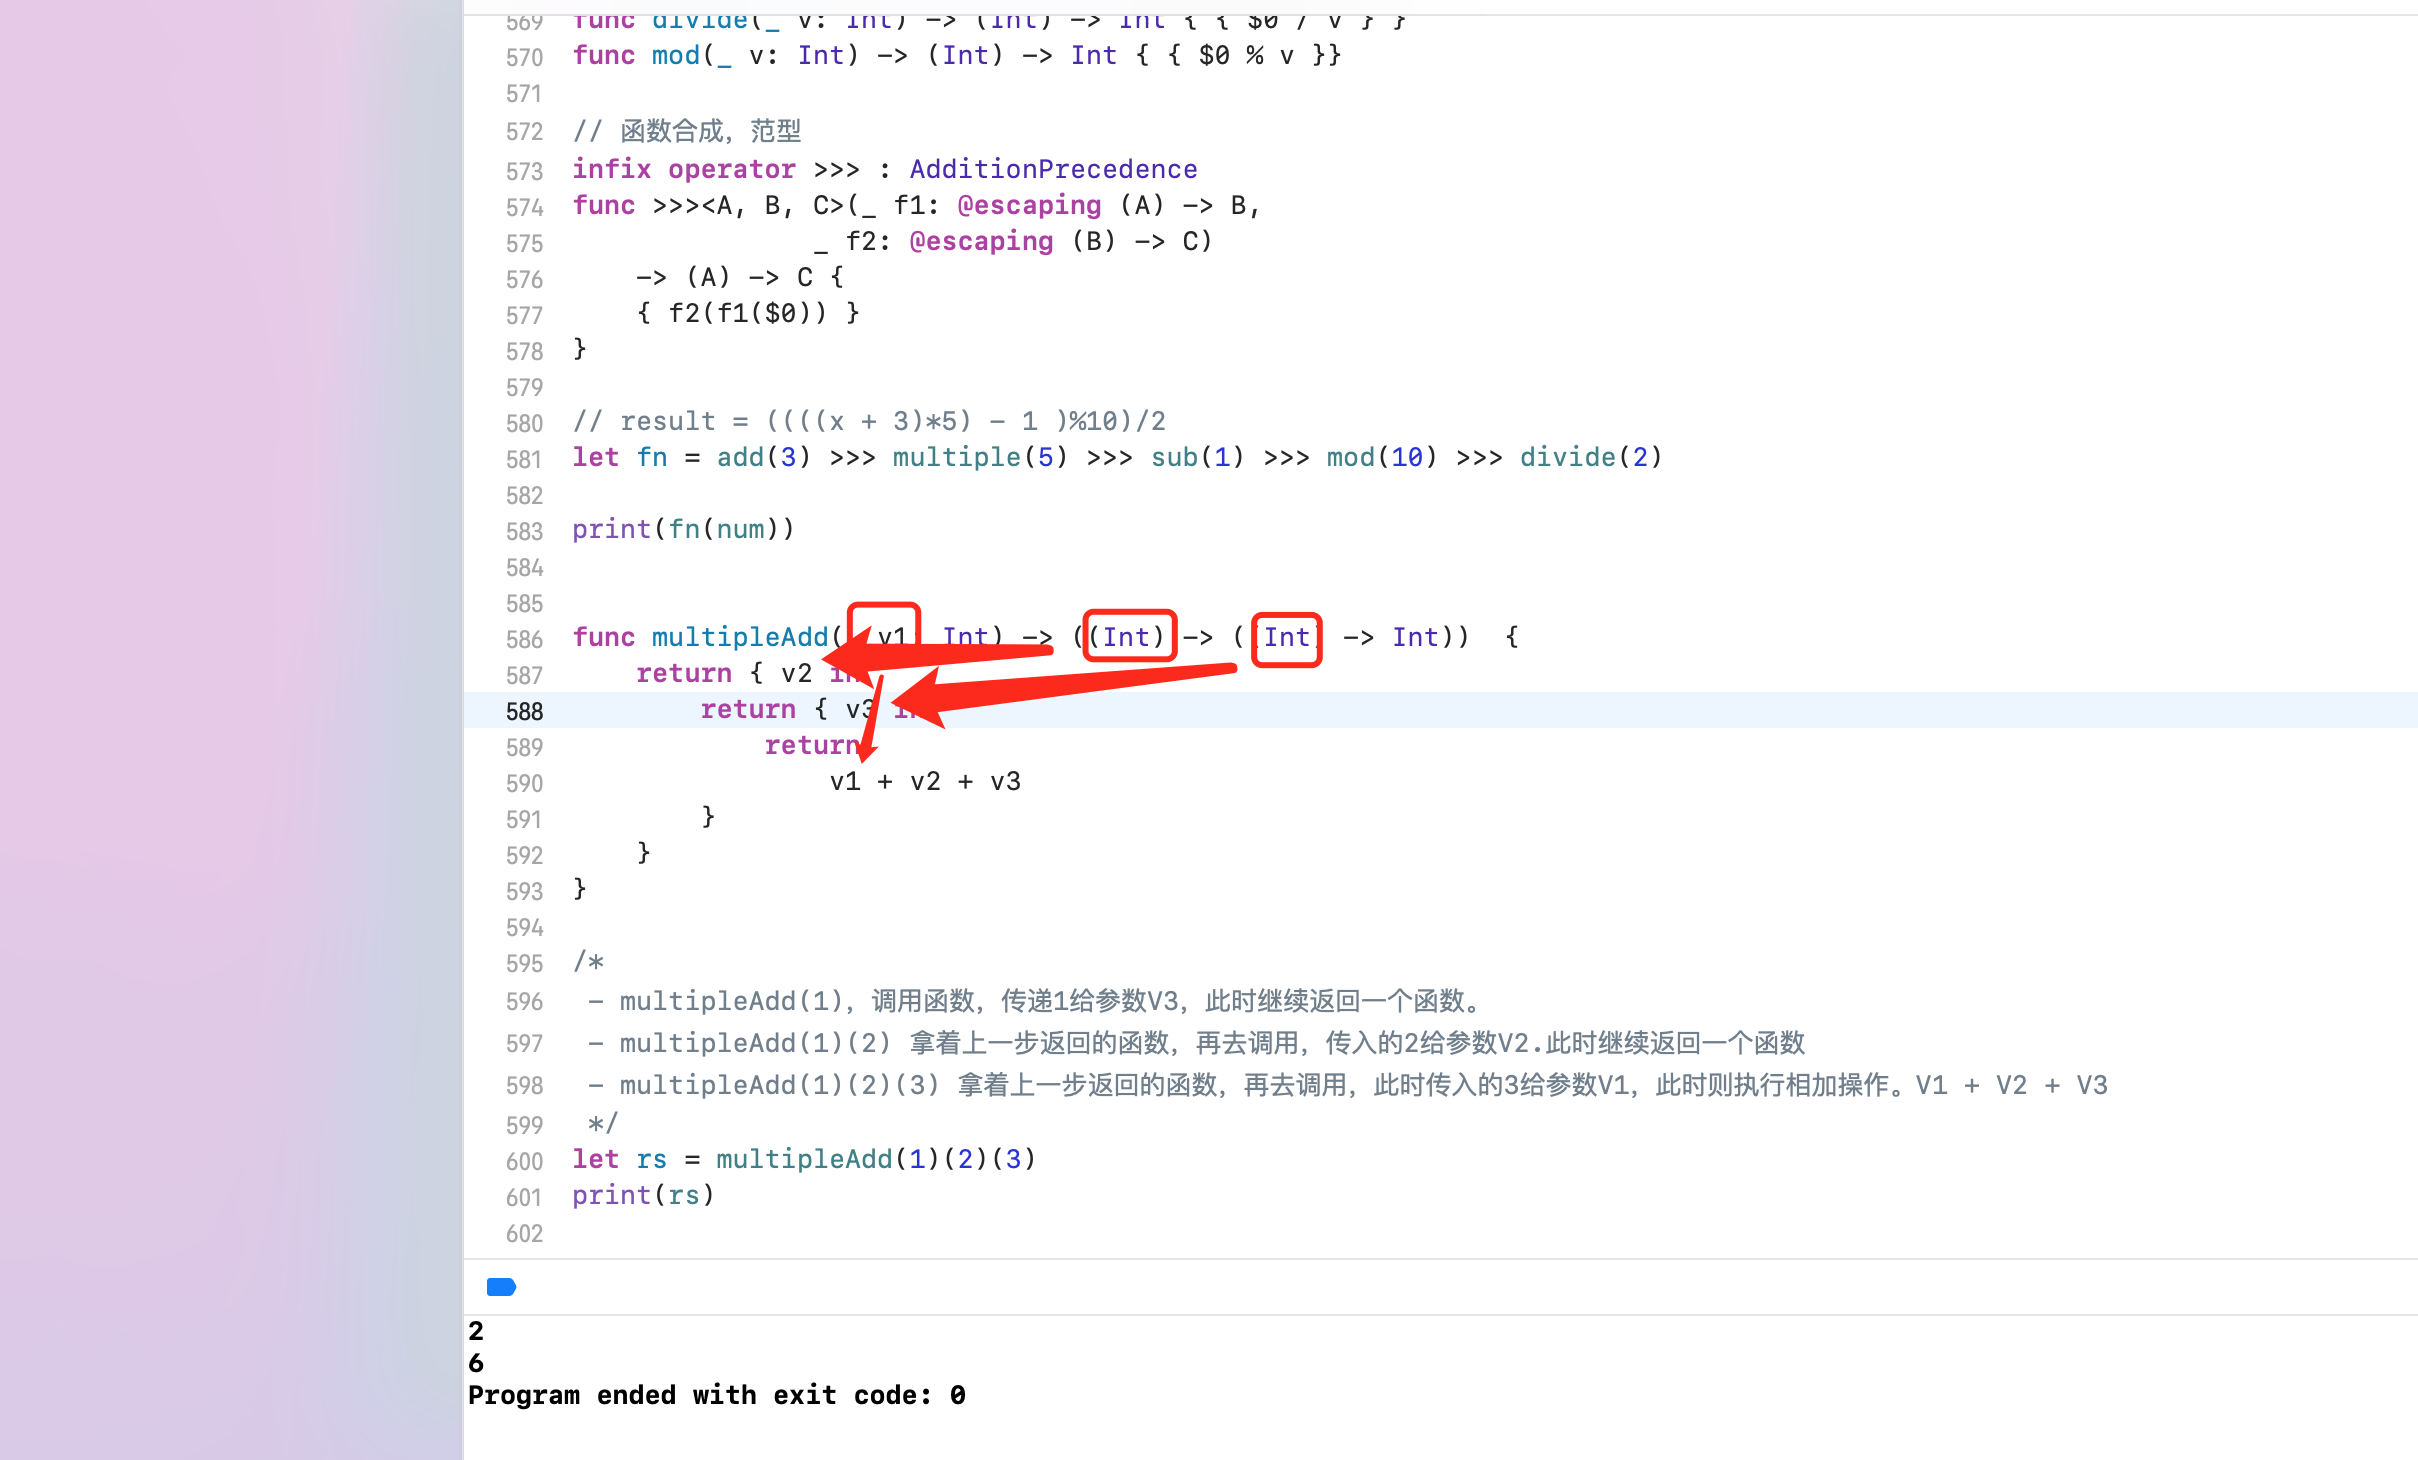 569 func divide(_ v: Int) -> (Int) -> Int { { $0 / v } }
570 func mod(_ v: Int) -> (Int) -> Int { { $0 % v }}
571
572 // 函数合成，范型
573 infix operator >>> : AdditionPrecedence
574 func >>><A, B, C>(_ f1: @escaping (A) -> B,
575 _ f2: @escaping (B) -> C)
576 -> (A) -> C {
577 { f2(f1($0)) }
578 }
579
580 // result = ((((x + 3)*5) - 1 )%10)/2
581 let fn = add(3) >>> multiple(5) >>> sub(1) >>> mod(10) >>> divide(2)
582
583 print(fn(num))
584
585
586 func multipleAdd( v1 Int) -> ((Int) -> ((Int) -> Int)) {
587 return { v2 in
588 return { v3 in
589 return
590 v1 + v2 + v3
591 }
592 }
593 }
594
595 /*
596 - multipleAdd(1)，调用函数，传递1给参数V3，此时继续返回一个函数。
597 - multipleAdd(1)(2) 拿着上一步返回的函数，再去调用，传入的2给参数V2.此时继续返回一个函数
598 - multipleAdd(1)(2)(3) 拿着上一步返回的函数，再去调用，此时传入的3给参数V1，此时则执行相加操作。V1 + V2 + V3
599 */
600 let rs = multipleAdd(1)(2)(3)
601 print(rs)
602
2
6
Program ended with exit code: 0